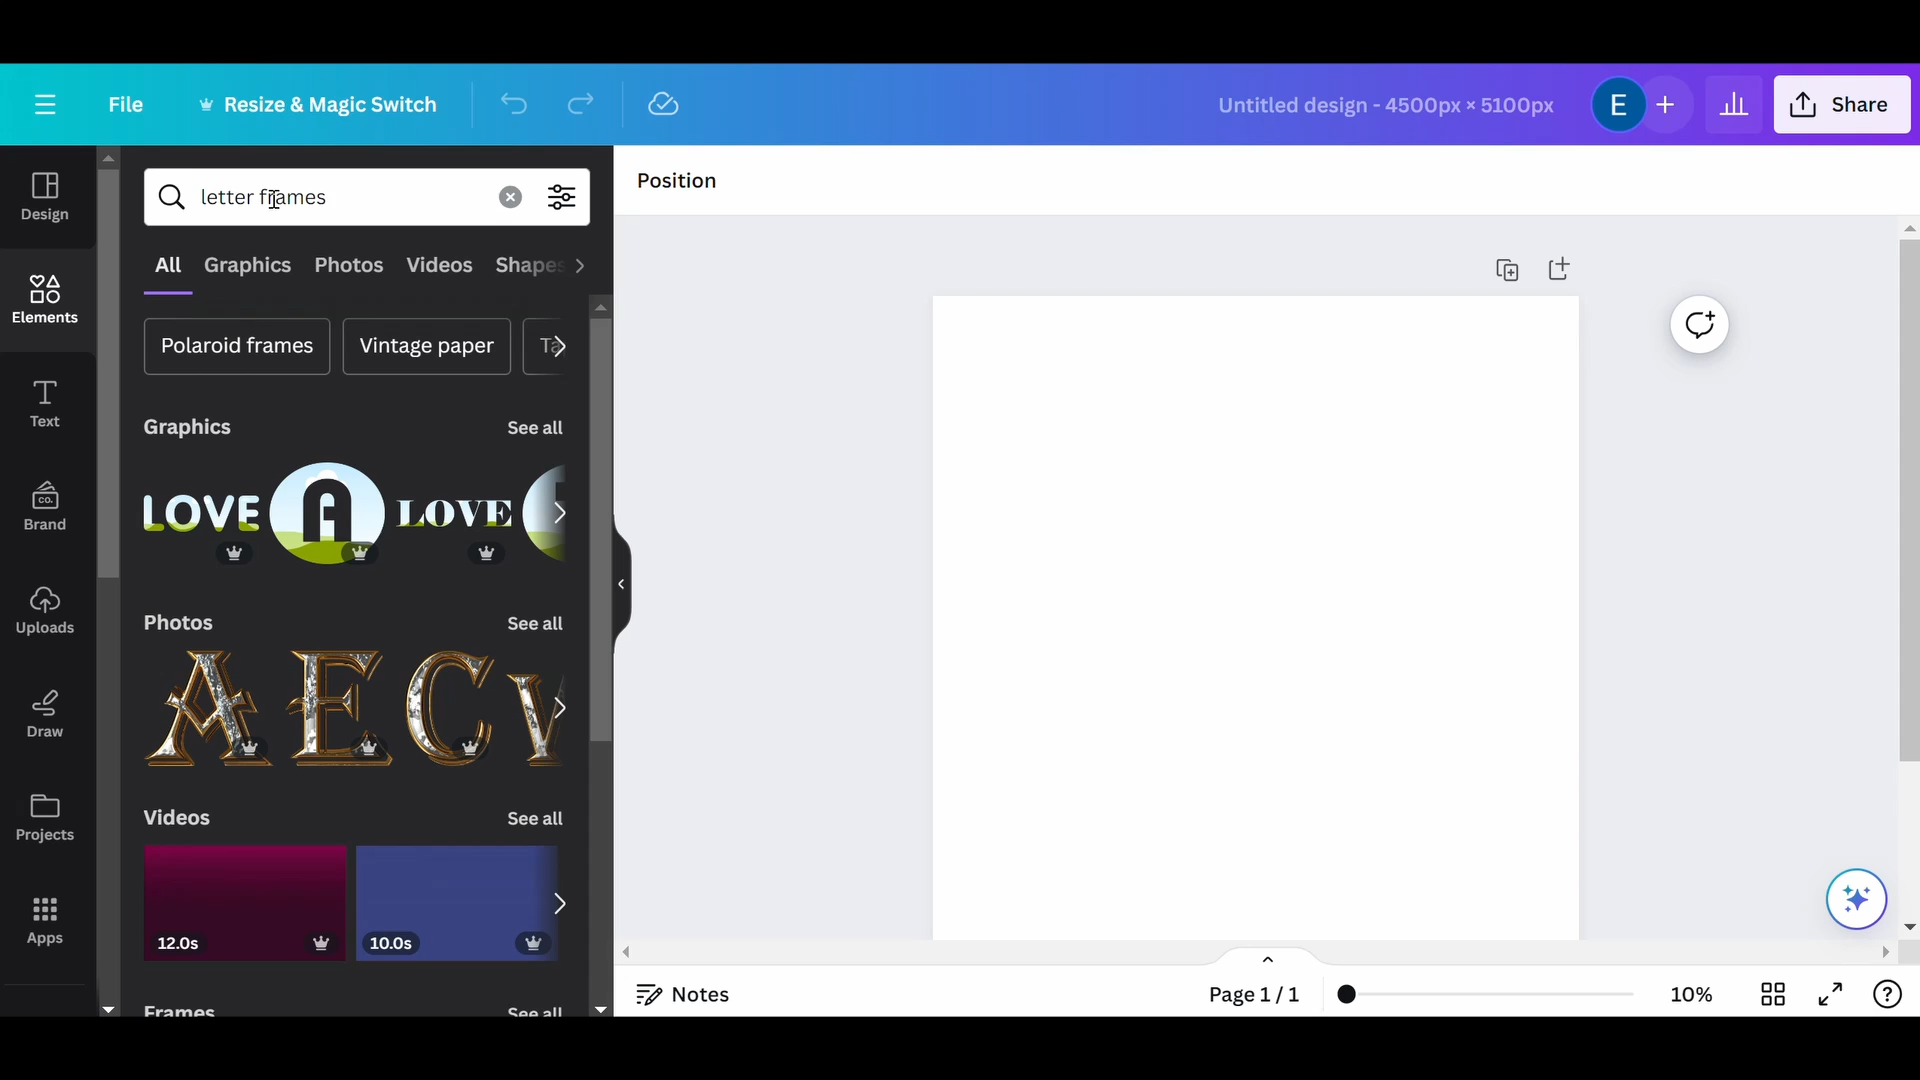 File
Resize & Magic Switch
Untitled design - 4500px × 5100px
E
Share
Design
Elements
Text
CO.
Brand
Uploads
Draw
Projects
Apps
letter frames
All
Graphics
Photos
Videos
Shapes
Polaroid frames
Vintage paper
Graphics
See all
LOVE
A
LOVE
Photos
See all
A
E
C
V
Videos
See all
12.0s
10.0s
Frames
See all
Position
Notes
Page 1 / 1
10%